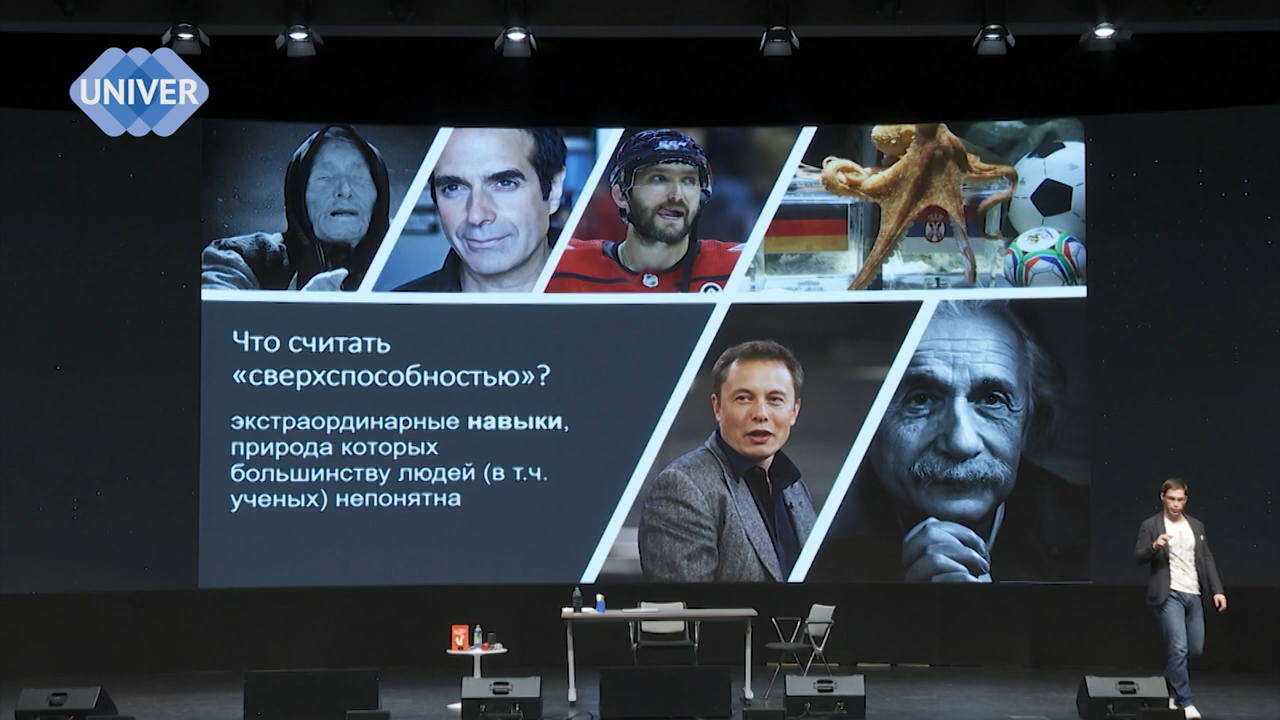 UNIVER
Что считать
«сверхспособностью»?
экстраординарные навыки,
природа которых
большинству людей (в т.ч.
ученых) непонятна